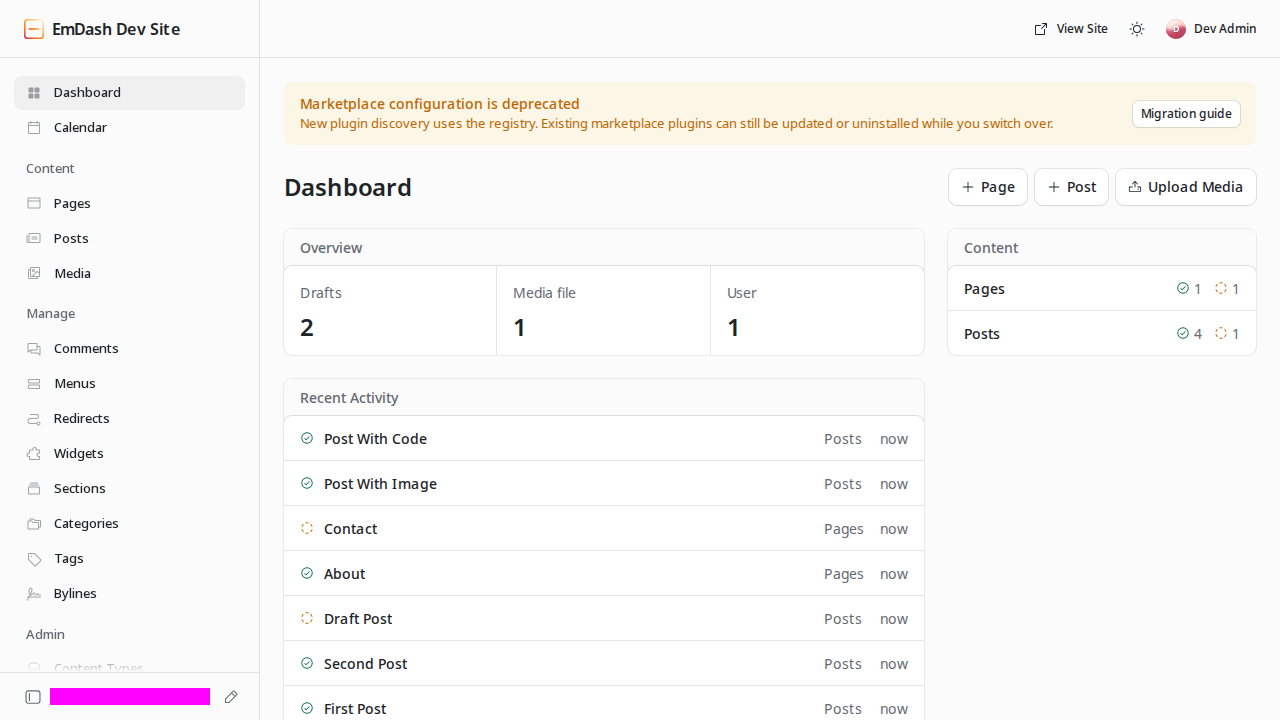 EmDash Dev Site
View Site
D
Dev Admin
Dashboard
Calendar
Content
Pages
Posts
Media
Manage
Comments
Menus
Redirects
Widgets
Sections
Categories
Tags
Bylines
Admin
Content Types
Marketplace configuration is deprecated
New plugin discovery uses the registry. Existing marketplace plugins can still be updated or uninstalled while you switch over.
Migration guide
Dashboard
Page
Post
Upload Media
Overview
Drafts
2
Media file
1
User
1
Content
Pages 1 1
Posts 4 1
Recent Activity
Post With Code Posts now
Post With Image Posts now
Contact Pages now
About Pages now
Draft Post Posts now
Second Post Posts now
First Post Posts now